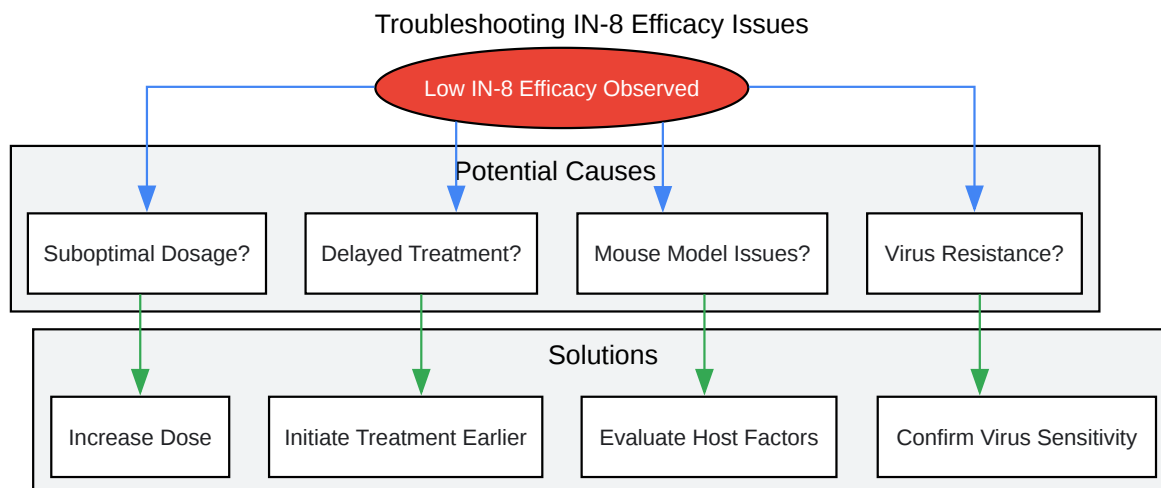 Troubleshooting IN-8 Efficacy Issues
Low IN-8 Efficacy Observed
Potential Causes
Suboptimal Dosage?
Delayed Treatment?
Mouse Model Issues?
Virus Resistance?
Solutions
Increase Dose
Initiate Treatment Earlier
Evaluate Host Factors
Confirm Virus Sensitivity